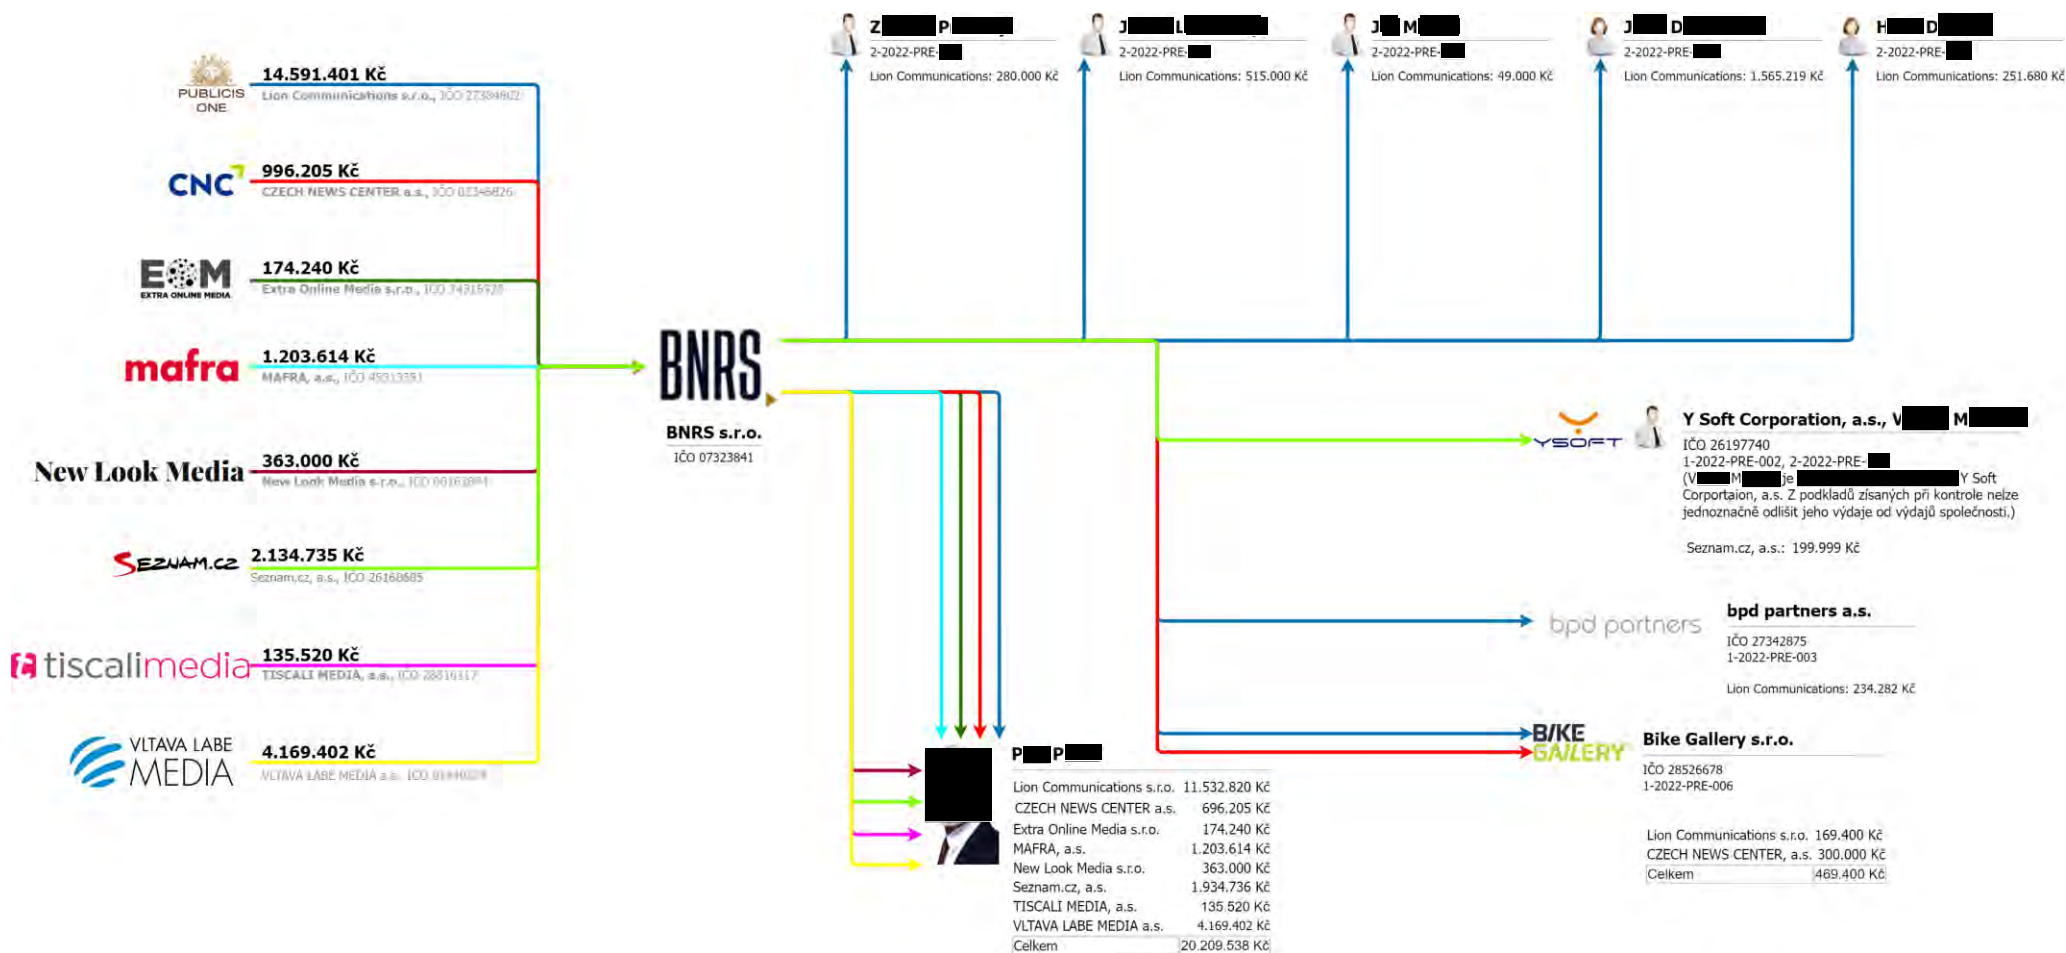 PUBLICIS
ONE
14.591.401 Kč
Lion Communications s.r.o., IČO
CNC
996.205 Kč
CZECH NEWS CENTER a.s., IČO
EOM
EXTRA ONLINE MEDIA
174.240 Kč
Extra Online Media s.r.o., IČO
mafra
1.203.614 Kč
MAFRA, a.s., IČO
New Look Media
363.000 Kč
New Look Media s.r.o., IČO
SEZNAM.CZ
2.134.735 Kč
Seznam.cz, a.s., IČO 26168685
tiscalimedia
135.520 Kč
TISCALI MEDIA, a.s., IČO
VLTAVA LABE
MEDIA
4.169.402 Kč
VLTAVA LABE MEDIA a.s. IČO
BNRS
BNRS s.r.o.
IČO 07323841
Z P
2-2022-PRE-
Lion Communications: 280.000 Kč
J L
2-2022-PRE-
Lion Communications: 515.000 Kč
J M
2-2022-PRE-
Lion Communications: 49.000 Kč
J D
2-2022-PRE-
Lion Communications: 1.565.219 Kč
H D
2-2022-PRE-
Lion Communications: 251.680 Kč
YSOFT
Y Soft Corporation, a.s., V M
IČO 26197740
1-2022-PRE-002, 2-2022-PRE-
(V M je Y Soft
Corportaion, a.s. Z podkladů zísaných při kontrole nelze
jednoznačně odlišit jeho výdaje od výdajů společnosti.)
Seznam.cz, a.s.: 199.999 Kč
bpd partners
bpd partners a.s.
IČO 27342875
1-2022-PRE-003
Lion Communications: 234.282 Kč
BIKE
GALLERY
Bike Gallery s.r.o.
IČO 28526678
1-2022-PRE-006
Lion Communications s.r.o. 169.400 Kč
CZECH NEWS CENTER, a.s. 300.000 Kč
Celkem 469.400 Kč
P P
Lion Communications s.r.o. 11.532.820 Kč
CZECH NEWS CENTER a.s. 696.205 Kč
Extra Online Media s.r.o. 174.240 Kč
MAFRA, a.s. 1.203.614 Kč
New Look Media s.r.o. 363.000 Kč
Seznam.cz, a.s. 1.934.736 Kč
TISCALI MEDIA, a.s. 135.520 Kč
VLTAVA LABE MEDIA a.s. 4.169.402 Kč
Celkem 20.209.538 Kč